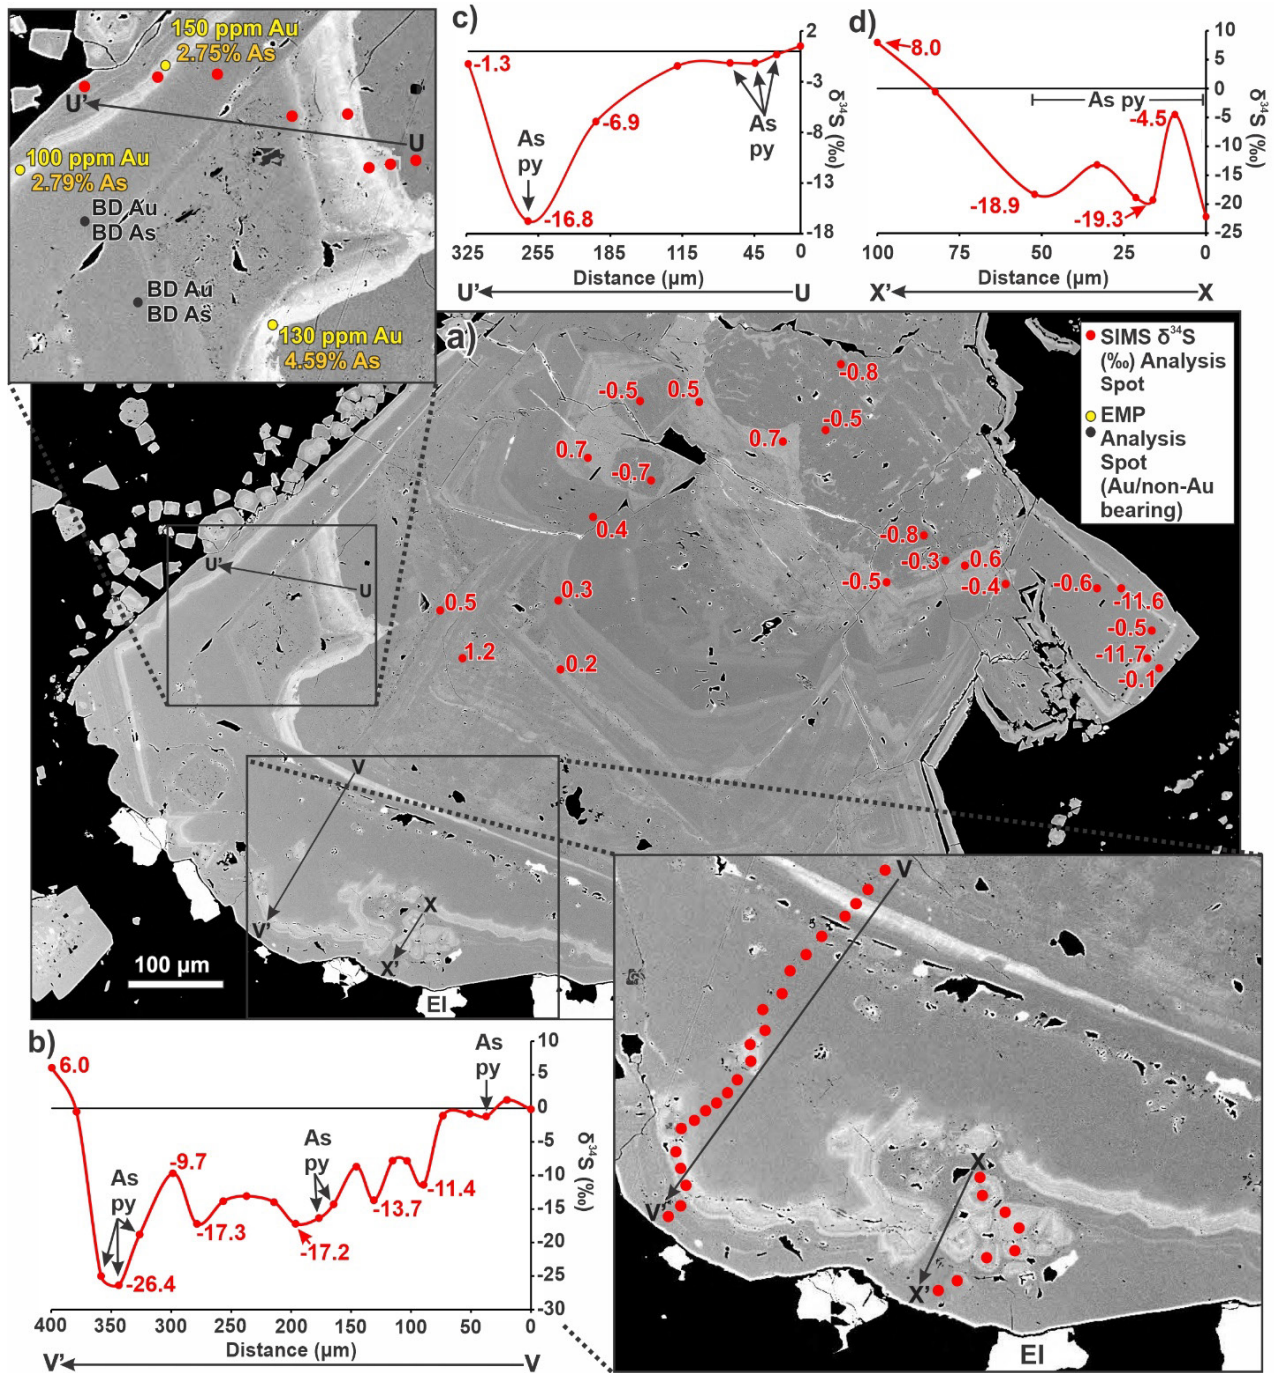 150 ppm Au
2.75% As
U'
U
100 ppm Au
2.79% As
BD Au
BD As
BD Au
BD As
130 ppm Au
4.59% As
c)
2
-3
-8
-13
-18
δ³⁴S (‰)
-1.3
-6.9
As
py
As
py
-16.8
325 255 185 115 45 0
Distance (µm)
U' U
d)
10
5
0
-5
-10
-15
-20
-25
δ³⁴S (‰)
8.0
As py
-4.5
-18.9
-19.3
100 75 50 25 0
Distance (µm)
X' X
a)
SIMS δ³⁴S
(‰) Analysis
Spot
EMP
Analysis
Spot
(Au/non-Au
bearing)
-0.8
-0.5
0.5
-0.5
0.7
0.7
-0.7
0.4
-0.8
-0.3
0.6
-0.5
-0.4
-0.6
-11.6
-0.5
-11.7
-0.1
0.3
0.5
1.2
0.2
U'
U
V
V'
X
X'
100 µm
El
b)
10
5
0
-5
-10
-15
-20
-25
-30
δ³⁴S (‰)
6.0
As
py
As
py
-9.7
As
py
-13.7
-11.4
-17.3
-17.2
-26.4
400 350 300 250 200 150 100 50 0
Distance (µm)
V' V
V
V'
X
X'
El